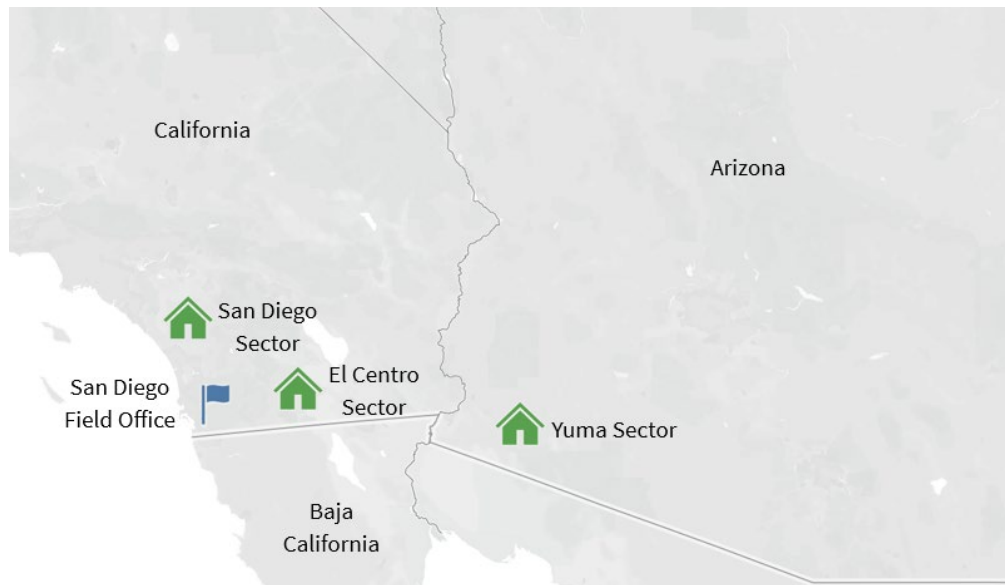 California
Arizona
San Diego
Sector
El Centro
Sector
San Diego
Field Office
Yuma Sector
Baja
California